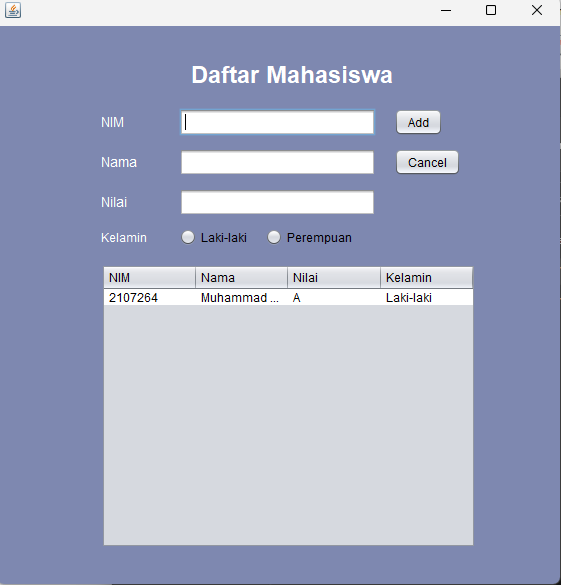 Daftar Mahasiswa
NIM Add
Nama Cancel
Nilai
Kelamin Laki-laki Perempuan
NIM Nama Nilai Kelamin
2107264 Muhammad ... A Laki-laki